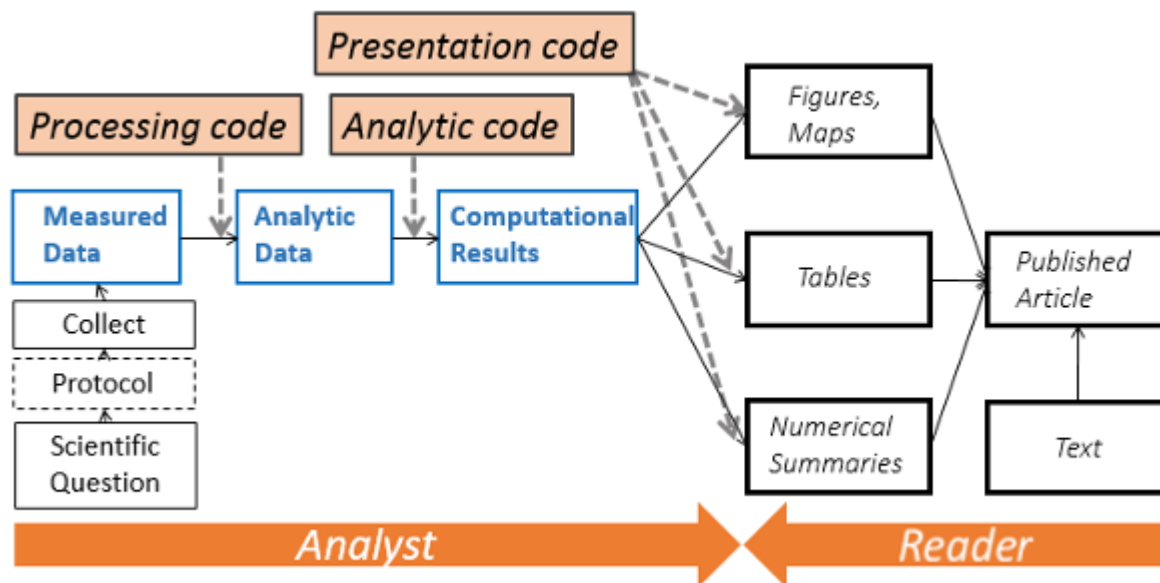 Presentation code
Processing code
Analytic code
Figures,
Maps
Measured
Data
Analytic
Data
Computational
Results
Tables
Published
Article
Collect
Protocol
Scientific
Question
Numerical
Summaries
Text
Analyst
Reader